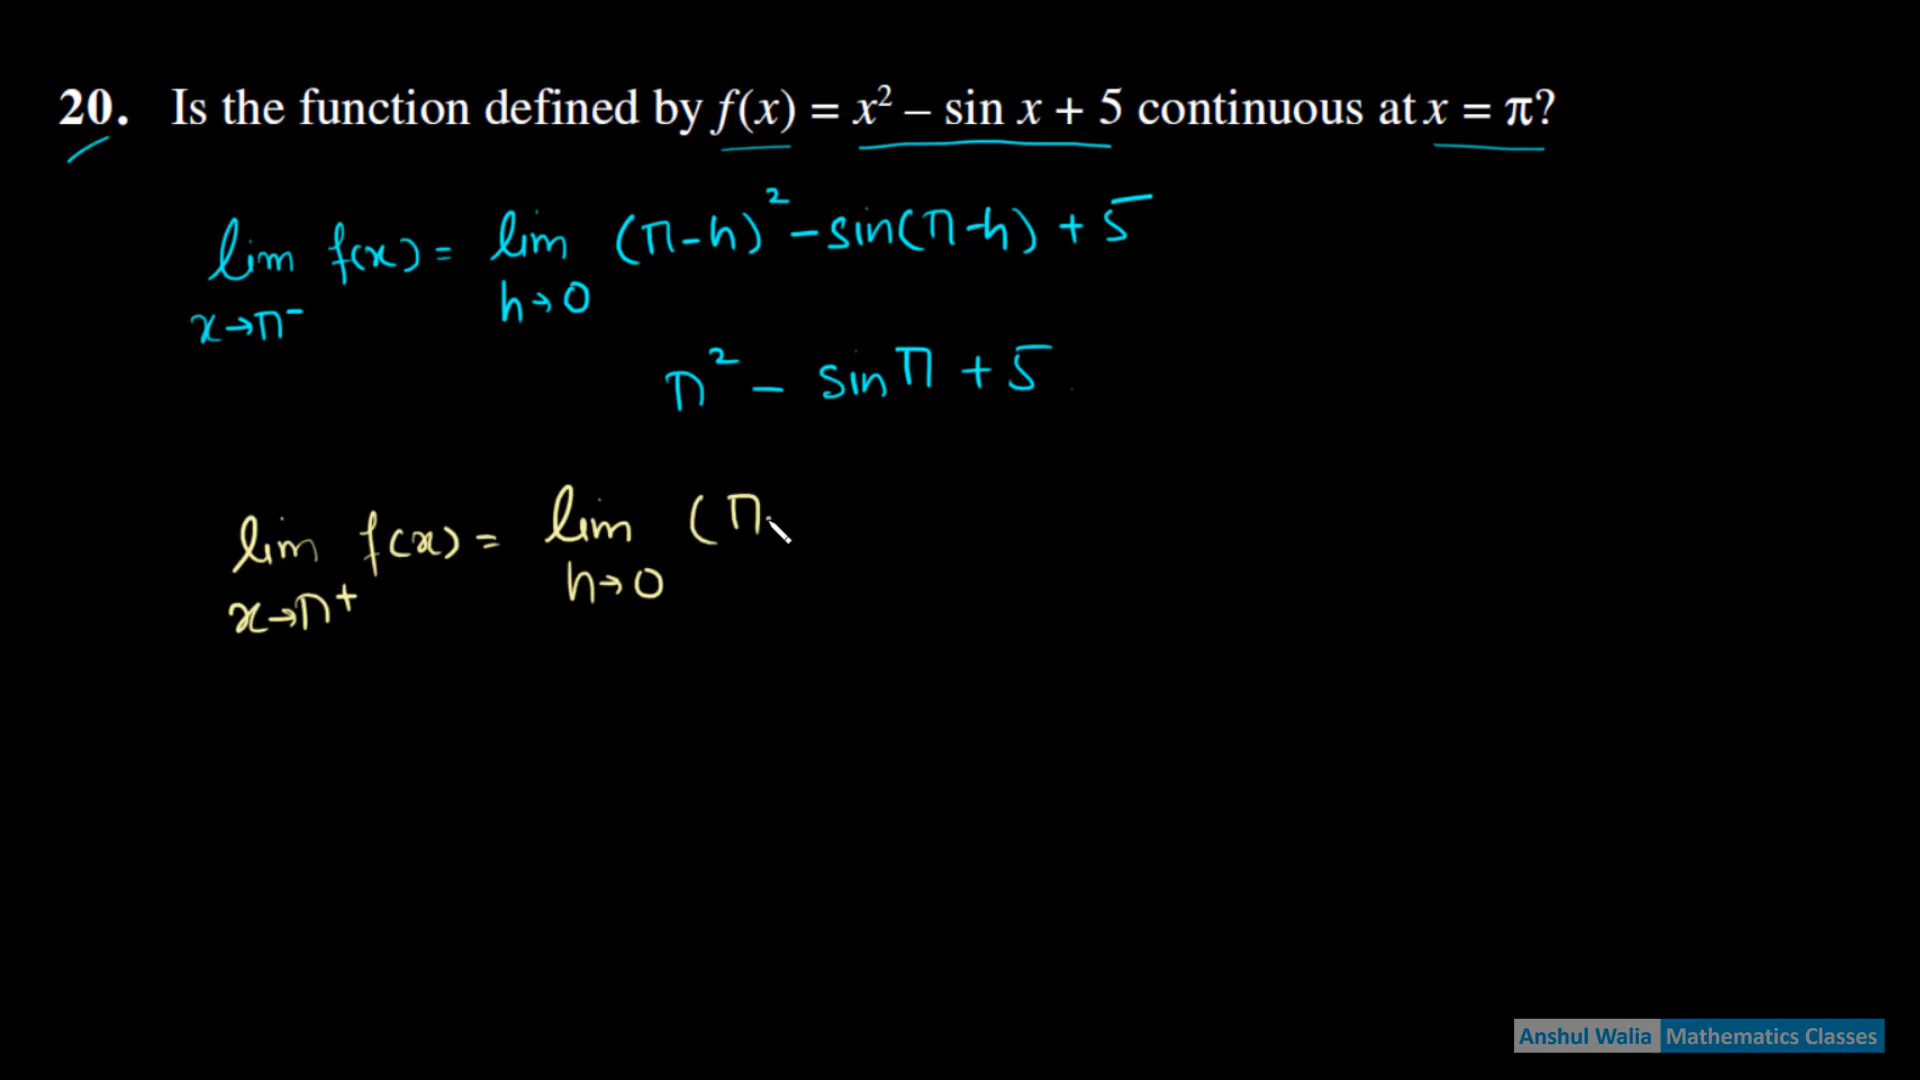 20. Is the function defined by f(x) = x² – sin x + 5 continuous at x = π?
lim f(x) = lim (π-h)² - sin(π-h) + 5
x→π⁻ h→0
π² - sin π + 5
lim f(x) = lim (π
x→π⁺ h→0
Anshul Walia Mathematics Classes